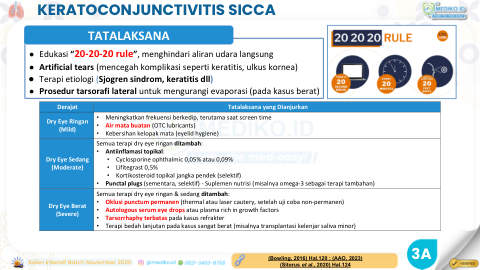 KERATOCONJUNCTIVITIS SICCA
MEDIKO.ID
TATALAKSANA
● Edukasi “20-20-20 rule”, menghindari aliran udara langsung
● Artificial tears (mencegah komplikasi seperti keratitis, ulkus kornea)
● Terapi etiologi (Sjogren sindrom, keratitis dll)
● Prosedur tarsorafi lateral untuk mengurangi evaporasi (pada kasus berat)
20 20 20 RULE
Derajat
Tatalaksana yang Dianjurkan
Dry Eye Ringan
(Mild)
• Meningkatkan frekuensi berkedip, terutama saat screen time
• Air mata buatan (OTC lubricants)
• Kebersihan kelopak mata (eyelid hygiene)
Dry Eye Sedang
(Moderate)
Semua terapi dry eye ringan ditambah:
• Antiinflamasi topikal:
• Cyclosporine ophthalmic 0,05% atau 0,09%
• Lifitegrast 0,5%
• Kortikosteroid topikal jangka pendek (selektif)
• Punctal plugs (sementara, selektif) - Suplemen nutrisi (misalnya omega-3 sebagai terapi tambahan)
Dry Eye Berat
(Severe)
Semua terapi dry eye ringan & sedang ditambah:
• Oklusi punktum permanen (thermal atau laser cautery, setelah uji coba non-permanen)
• Autologous serum eye drops atau plasma rich in growth factors
• Tarsorrhaphy terbatas pada kasus refrakter
• Terapi bedah lanjutan pada kasus sangat berat (misalnya transplantasi kelenjar saliva minor)
(Bowling, 2016) Hal.120 ; (AAO, 2023)
(Sitorus et al., 2020) Hal.124
3A